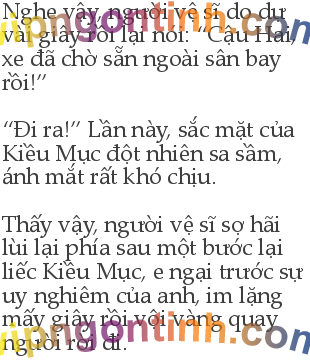 Nghe vậy, người vệ sĩ do dự
vài giây rồi lại nói: “Cậu Hai,
xe đã chờ sẵn ngoài sân bay
rồi!”
“Đi ra!” Lần này, sắc mặt của
Kiều Mục đột nhiên sa sầm,
ánh mắt rất khó chịu.
Thấy vậy, người vệ sĩ sợ hãi
lùi lại phía sau một bước lại
liếc Kiều Mục, e ngại trước sự
uy nghiêm của anh, im lặng
mấy giây rồi vội vàng quay
người rời đi.
vipngontinh.com
vipngontinh.com